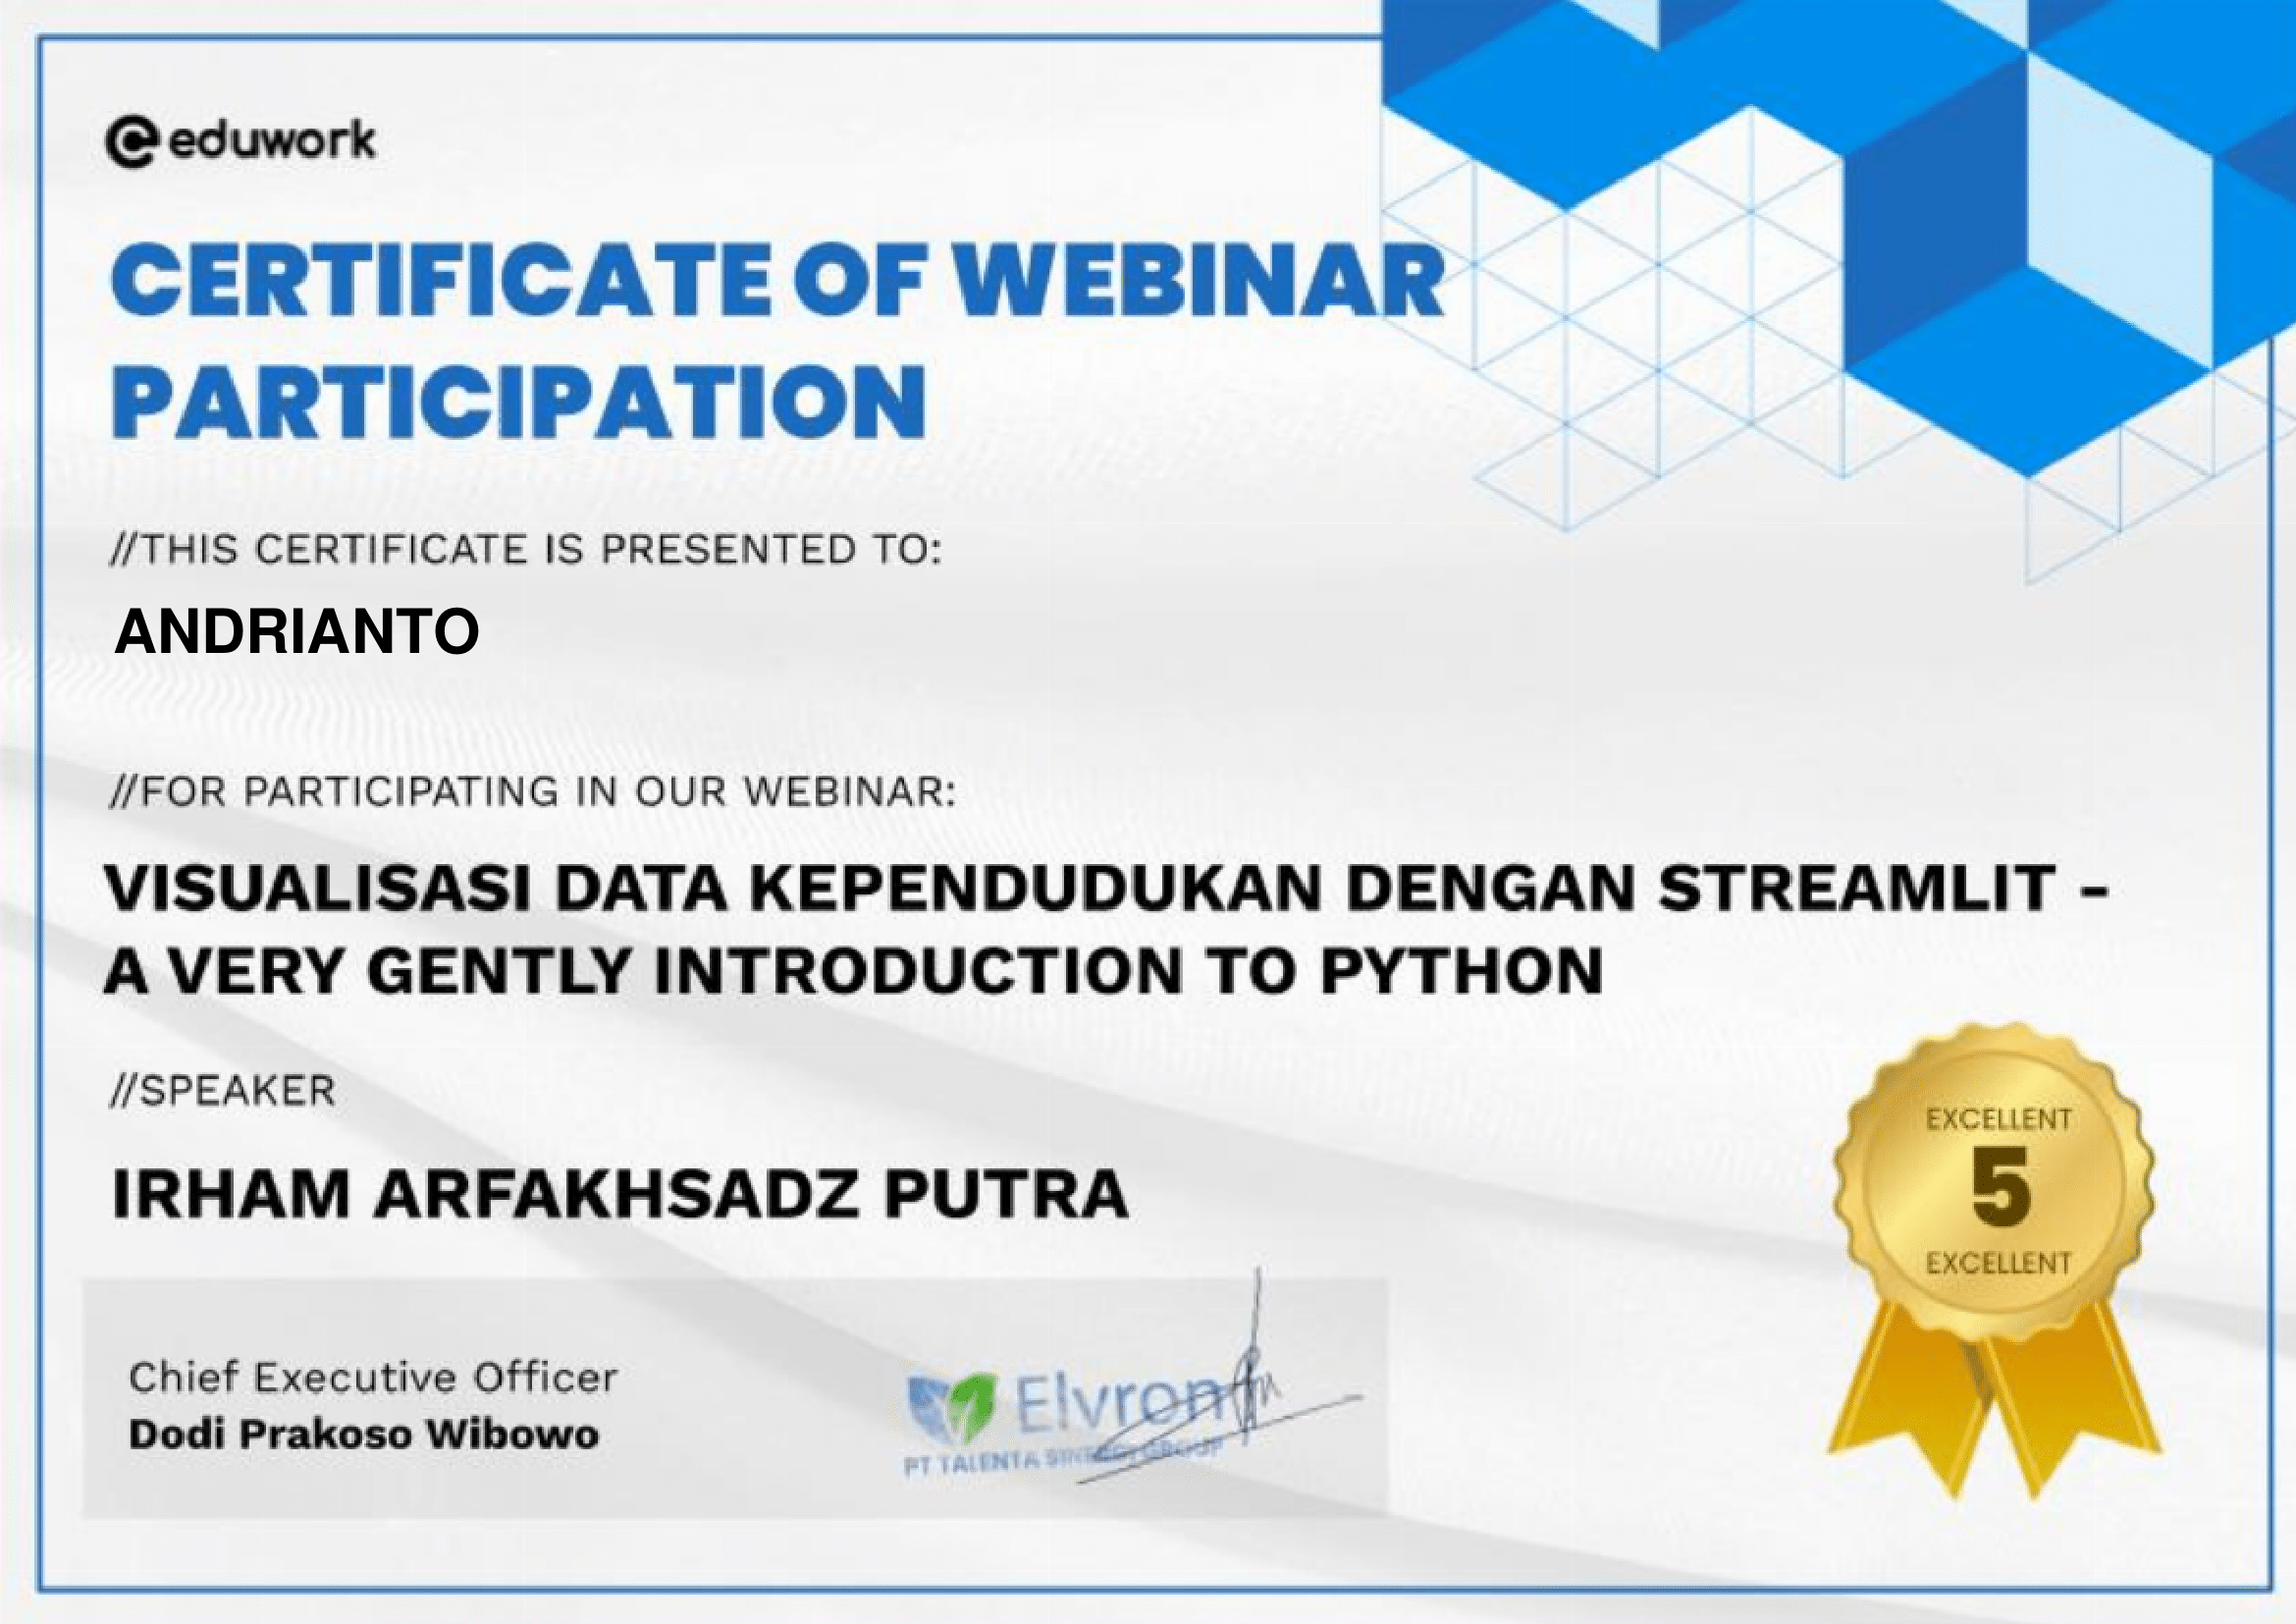 eduwork
CERTIFICATE OF WEBINAR
PARTICIPATION
//THIS CERTIFICATE IS PRESENTED TO:
ANDRIANTO
//FOR PARTICIPATING IN OUR WEBINAR:
VISUALISASI DATA KEPENDUDUKAN DENGAN STREAMLIT -
A VERY GENTLY INTRODUCTION TO PYTHON
//SPEAKER
IRHAM ARFAKHSADZ PUTRA
EXCELLENT
5
EXCELLENT
Chief Executive Officer
Dodi Prakoso Wibowo
Elvron
PT TALENTA SINERGI GROUP